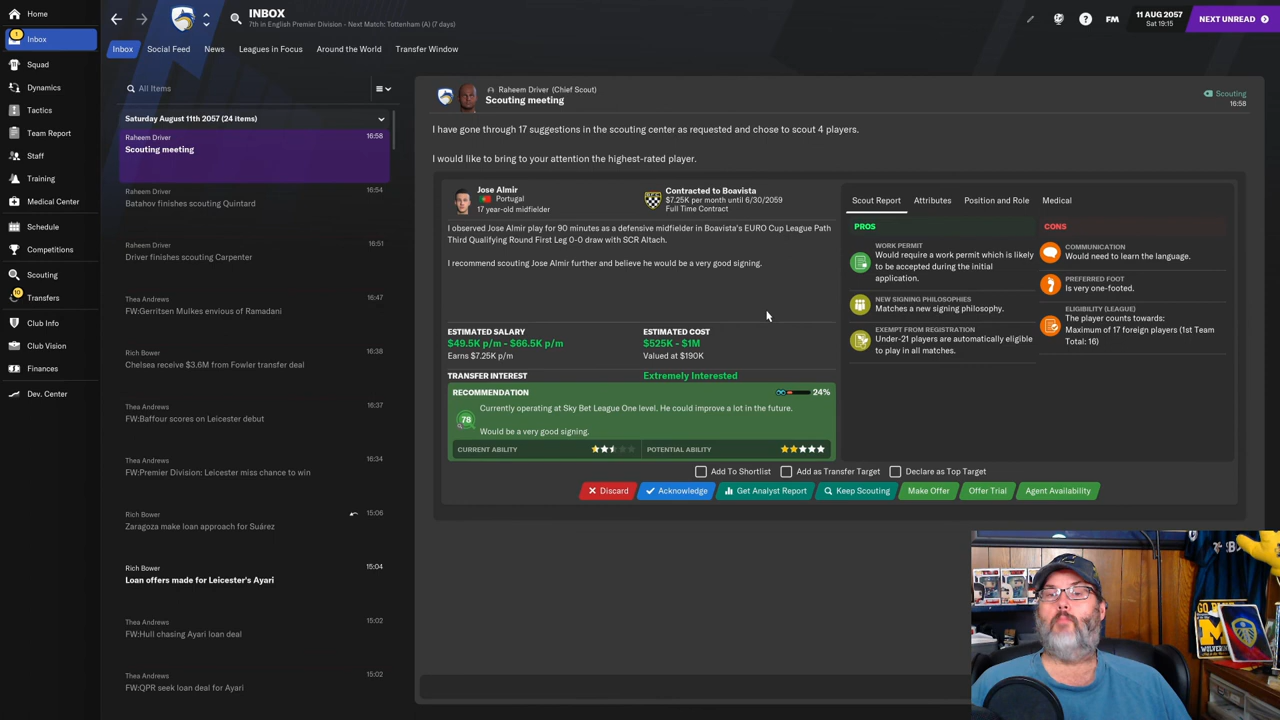 Home
INBOX
7th in English Premier Division - Next Match: Tottenham (A) (7 days)
FM
11 AUG 2057
Sat 19:15
NEXT UNREAD
1
Inbox
Squad
Dynamics
Tactics
Team Report
Staff
Training
Medical Center
Schedule
Competitions
Scouting
10
Transfers
Club Info
Club Vision
Finances
Dev. Center
Inbox
Social Feed
News
Leagues in Focus
Around the World
Transfer Window
All Items
Saturday August 11th 2057 (24 items)
Raheem Driver
16:58
Scouting meeting
Raheem Driver
16:54
Batahov finishes scouting Quintard
Raheem Driver
16:51
Driver finishes scouting Carpenter
Thea Andrews
16:47
FW:Gerritsen Mulkes envious of Ramadani
Rich Bower
16:38
Chelsea receive $3.6M from Fowler transfer deal
Thea Andrews
16:37
FW:Baffour scores on Leicester debut
Thea Andrews
16:34
FW:Premier Division: Leicester miss chance to win
Rich Bower
15:06
Zaragoza make loan approach for Suárez
Rich Bower
15:04
Loan offers made for Leicester's Ayari
Thea Andrews
15:02
FW:Hull chasing Ayari loan deal
Thea Andrews
15:02
FW:QPR seek loan deal for Ayari
Raheem Driver (Chief Scout)
Scouting meeting
Scouting
16:58
I have gone through 17 suggestions in the scouting center as requested and chose to scout 4 players.
I would like to bring to your attention the highest-rated player.
Jose Almir
Portugal
17 year-old midfielder
Contracted to Boavista
$7.25K per month until 6/30/2059
Full Time Contract
I observed Jose Almir play for 90 minutes as a defensive midfielder in Boavista's EURO Cup League Path
Third Qualifying Round First Leg 0-0 draw with SCR Altach.
I recommend scouting Jose Almir further and believe he would be a very good signing.
ESTIMATED SALARY
$49.5K p/m - $66.5K p/m
Earns $7.25K p/m
ESTIMATED COST
$525K - $1M
Valued at $190K
TRANSFER INTEREST
Extremely Interested
RECOMMENDATION
24%
78
Currently operating at Sky Bet League One level. He could improve a lot in the future.
Would be a very good signing.
CURRENT ABILITY
POTENTIAL ABILITY
Scout Report
Attributes
Position and Role
Medical
PROS
WORK PERMIT
Would require a work permit which is likely
to be accepted during the initial
application.
NEW SIGNING PHILOSOPHIES
Matches a new signing philosophy.
EXEMPT FROM REGISTRATION
Under-21 players are automatically eligible
to play in all matches.
CONS
COMMUNICATION
Would need to learn the language.
PREFERRED FOOT
Is very one-footed.
ELIGIBILITY (LEAGUE)
The player counts towards:
Maximum of 17 foreign players (1st Team
Total: 16)
Add To Shortlist
Add as Transfer Target
Declare as Top Target
Discard
Acknowledge
Get Analyst Report
Keep Scouting
Make Offer
Offer Trial
Agent Availability